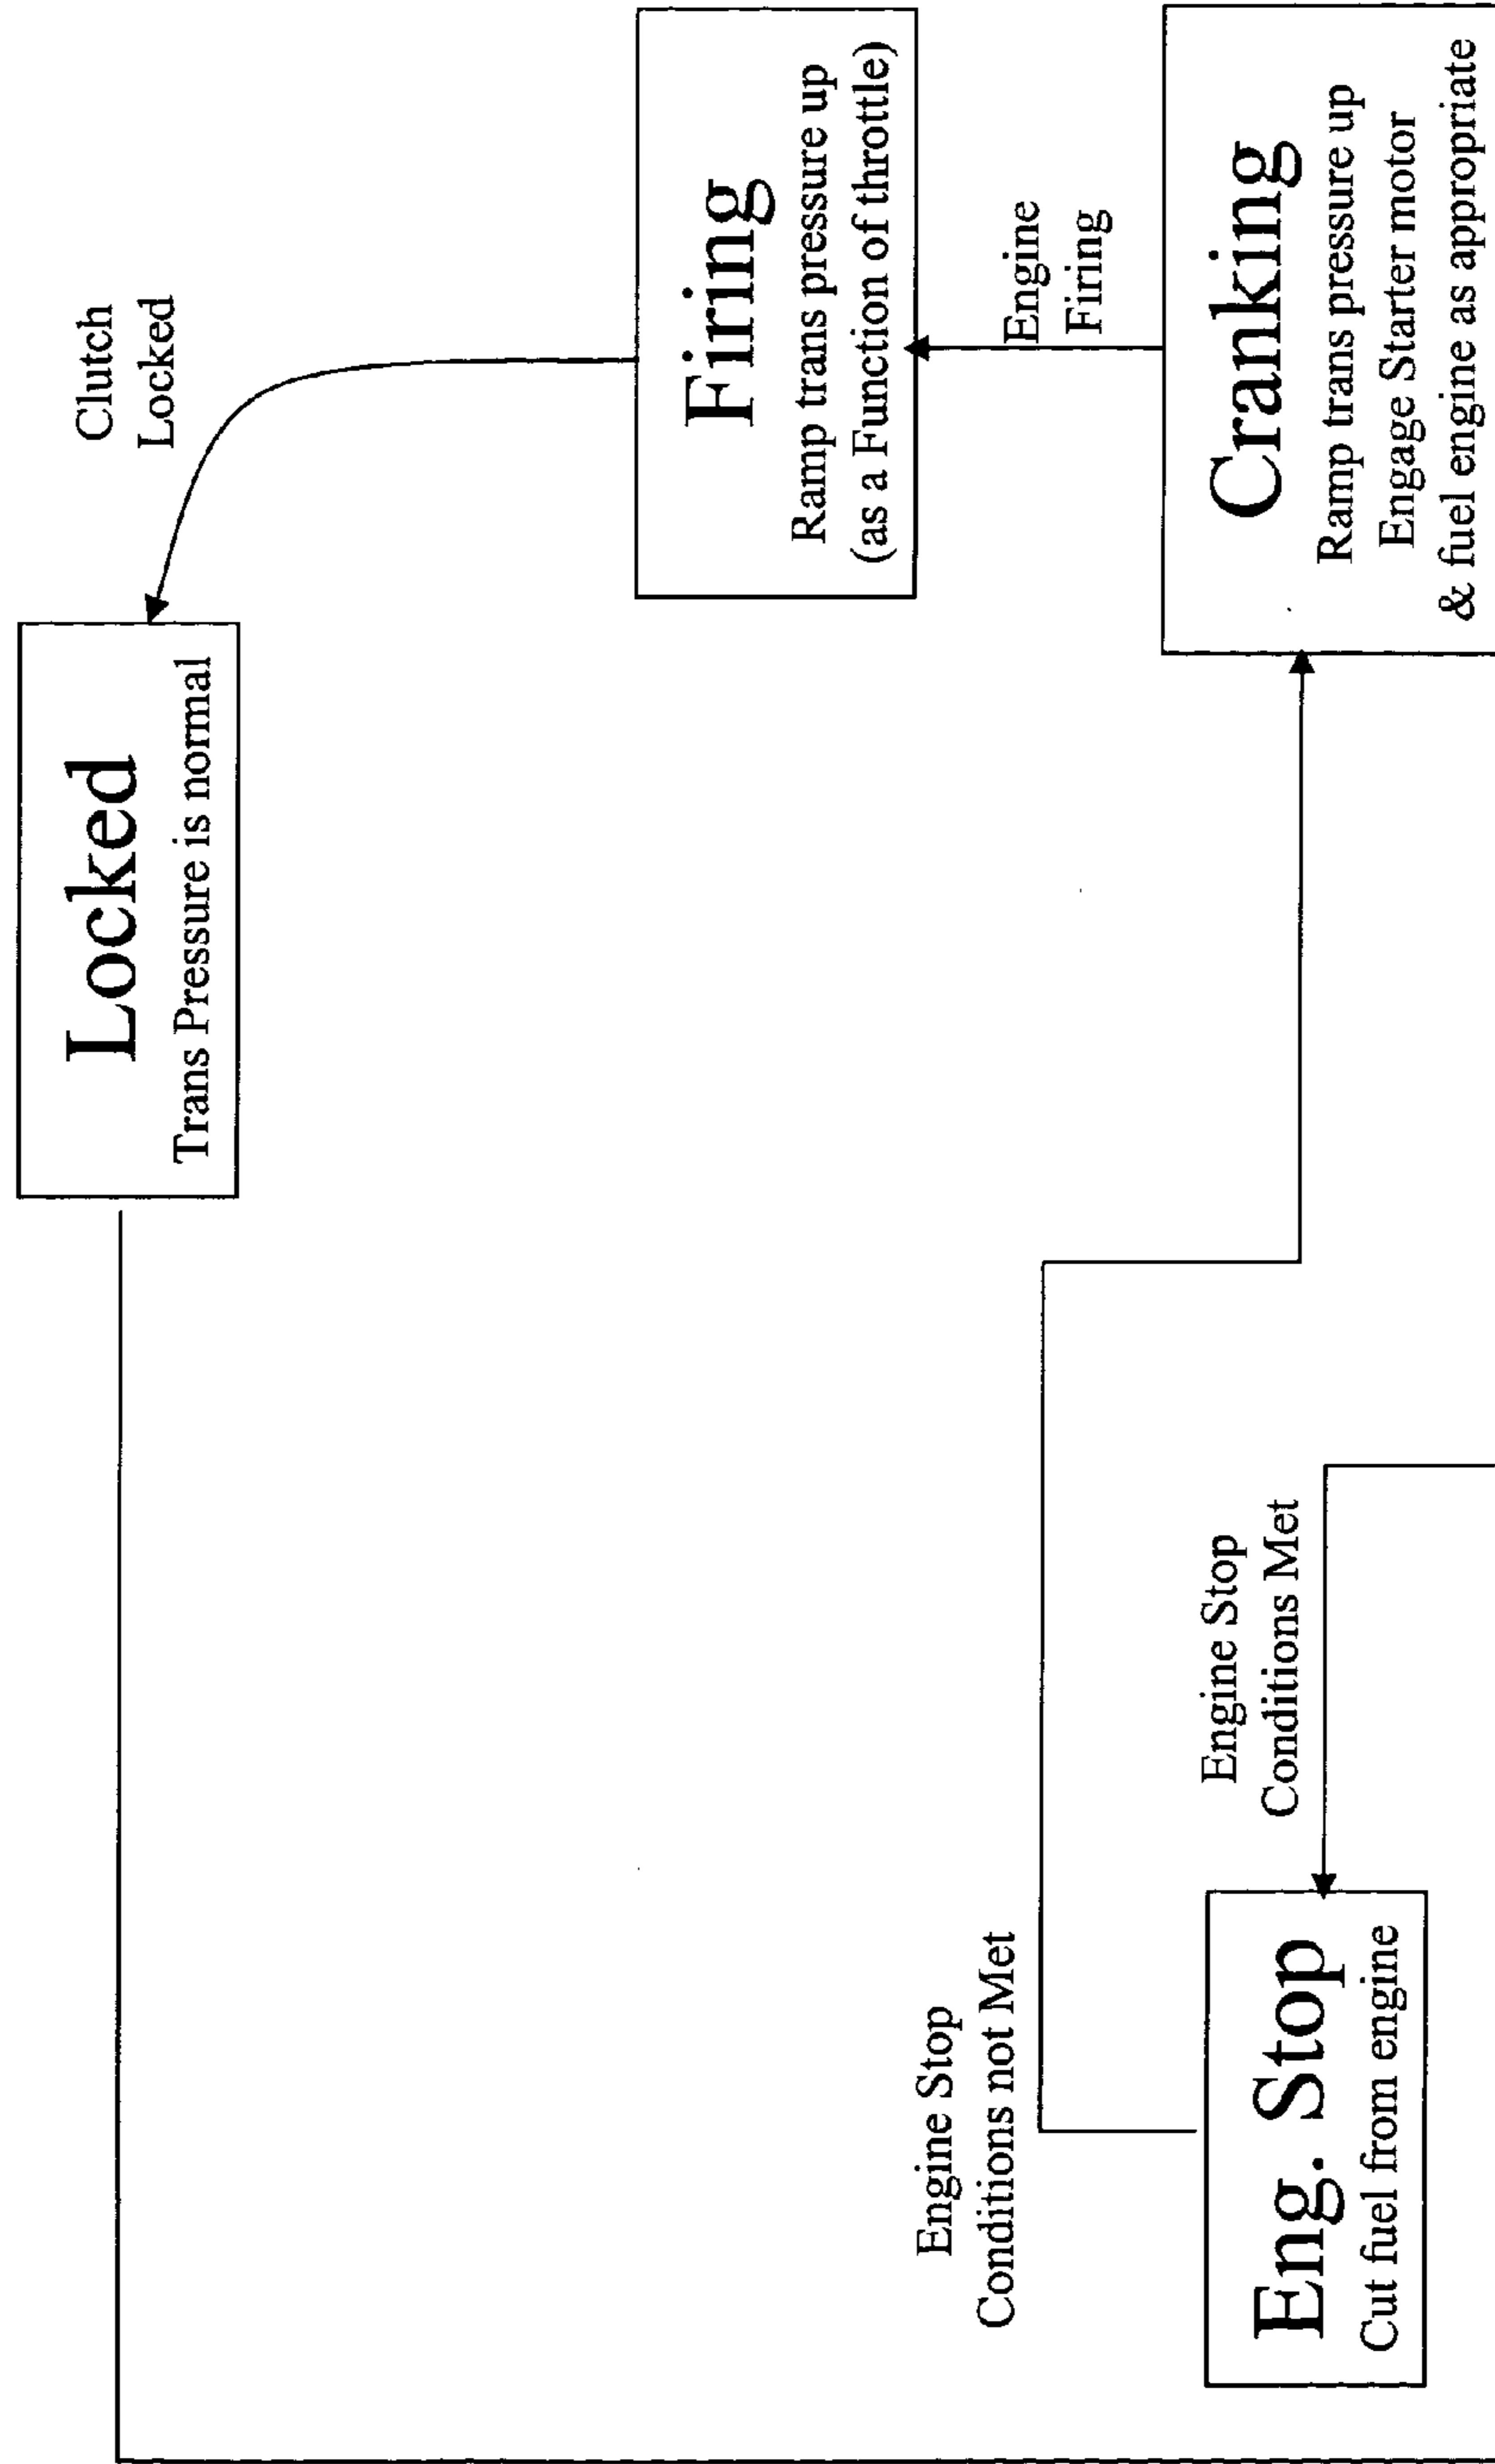 Locked
Trans Pressure is normal
Clutch
Locked
Firing
Ramp trans pressure up
(as a Function of throttle)
Engine
Firing
Cranking
Ramp trans pressure up
Engage Starter motor
& fuel engine as appropriate
Engine Stop
Conditions not Met
Engine Stop
Conditions Met
Eng. Stop
Cut fuel from engine